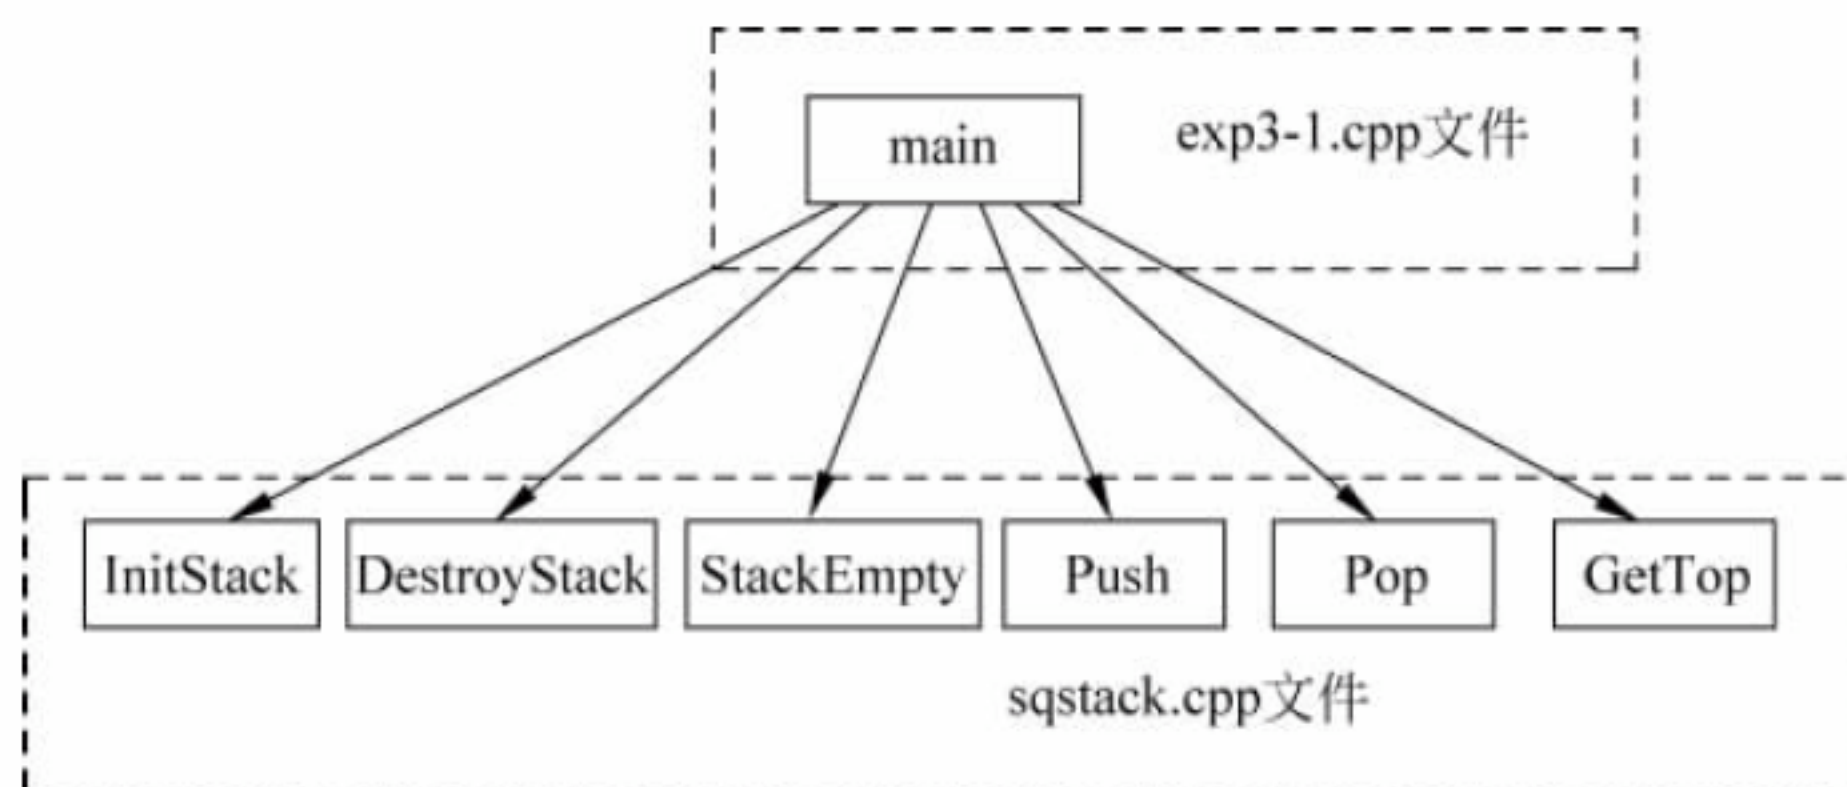 main
exp3-1.cpp文件
InitStack
DestroyStack
StackEmpty
Push
Pop
GetTop
sqstack.cpp文件